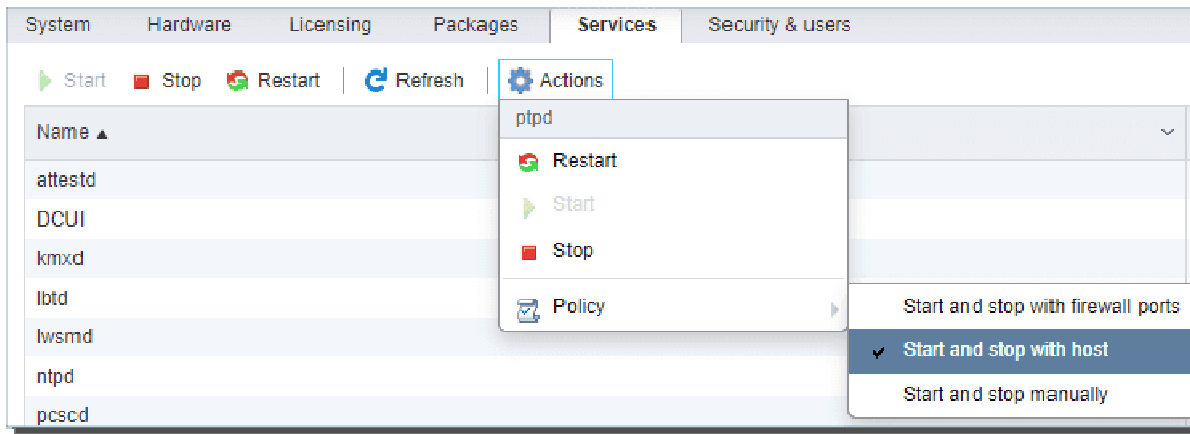 System Hardware Licensing Packages Services Security & users
Start Stop Restart Refresh Actions
Name
ptpd
Restart
Start
Stop
Policy
Start and stop with firewall ports
Start and stop with host
Start and stop manually
attestd
DCUI
kmxd
lbtd
lwsmd
ntpd
pcscd